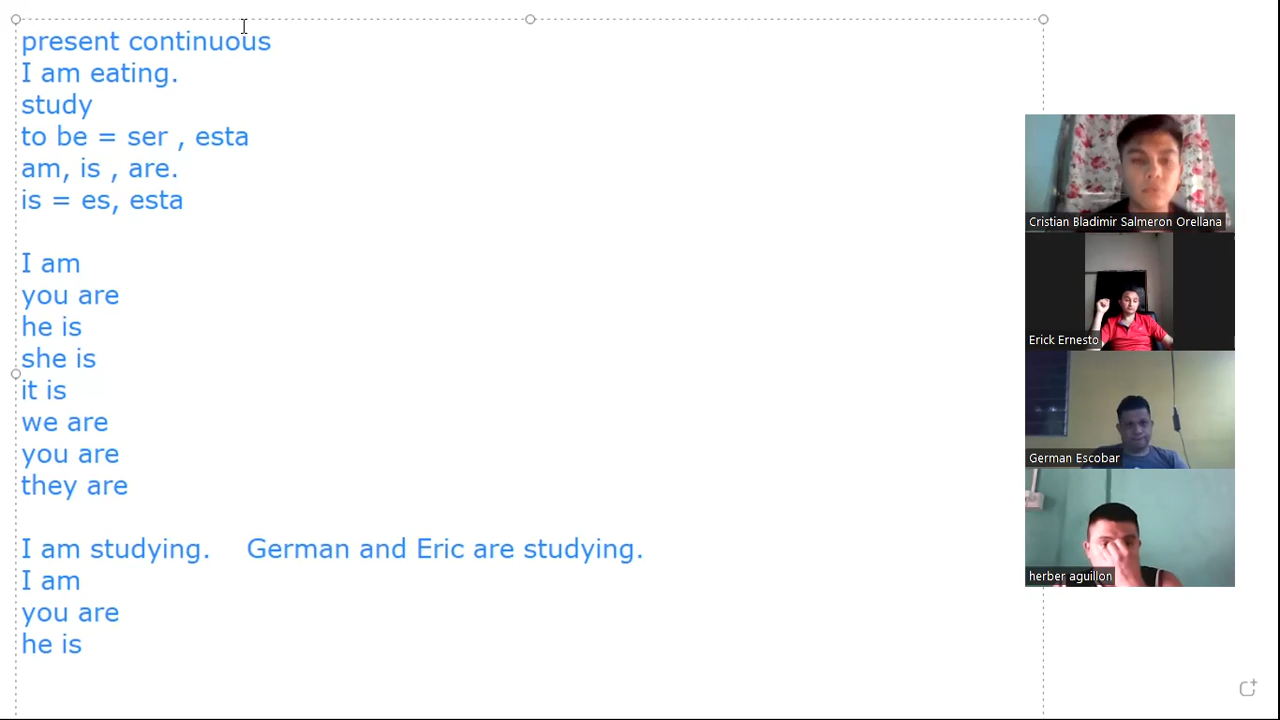 present continuous
I am eating.
study
to be = ser , esta
am, is , are.
is = es, esta
I am
you are
he is
she is
it is
we are
you are
they are
I am studying. German and Eric are studying.
I am
you are
he is
Cristian Bladimir Salmeron Orellana
Erick Ernesto
German Escobar
herber aguillon